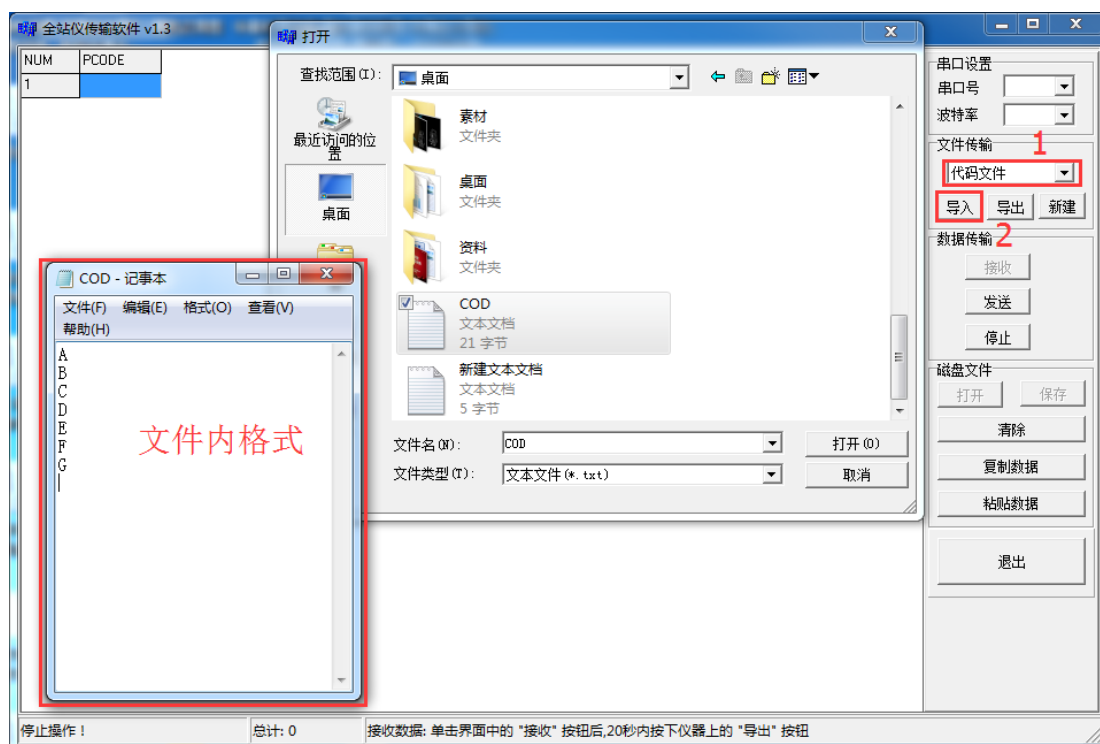 全站仪传输软件 v1.3
NUM PCODE
1
打开
查找范围(I):
桌面
最近访问的位置
桌面
素材
文件夹
桌面
文件夹
资料
文件夹
COD
文本文档
21 字节
新建文本文档
5 字节
文件名(N):
COD
打开(O)
文件类型(T):
文本文件(*.txt)
取消
COD - 记事本
文件(F) 编辑(E) 格式(O) 查看(V)
帮助(H)
A
B
C
D
E
F
G
文件内格式
串口设置
串口号
波特率
文件传输
1
代码文件
导入 导出 新建
2
数据传输
接收
发送
停止
磁盘文件
打开 保存
清除
复制数据
粘贴数据
退出
停止操作!
总计: 0
接收数据: 单击界面中的 "接收" 按钮后,20秒内按下仪器上的 "导出" 按钮